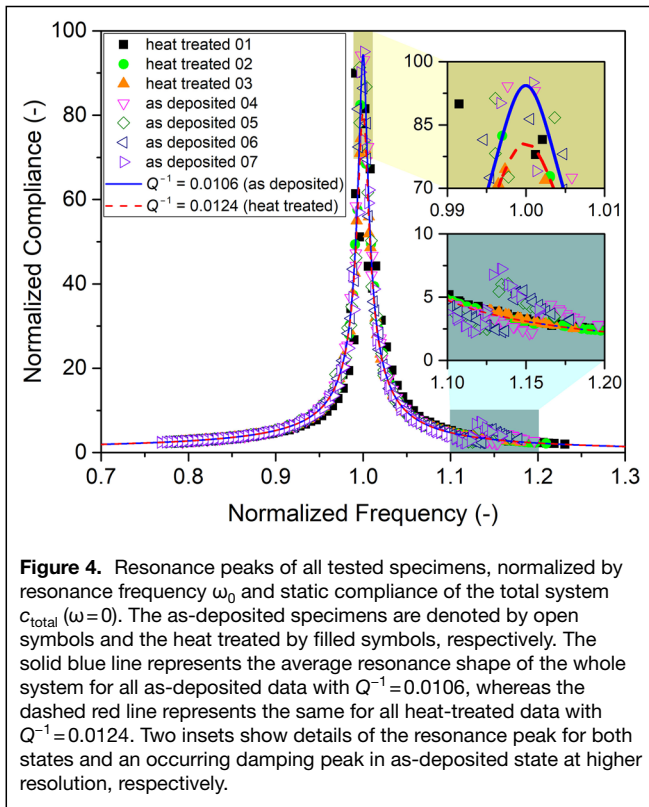 100
80
60
40
20
0
Normalized Compliance (-)
heat treated 01
heat treated 02
heat treated 03
as deposited 04
as deposited 05
as deposited 06
as deposited 07
Q⁻¹ = 0.0106 (as deposited)
Q⁻¹ = 0.0124 (heat treated)
100
85
70
0.99 1.00 1.01
10
5
0
1.10 1.15 1.20
0.7 0.8 0.9 1.0 1.1 1.2 1.3
Normalized Frequency (-)
Figure 4. Resonance peaks of all tested specimens, normalized by
resonance frequency ω₀ and static compliance of the total system
c_total (ω=0). The as-deposited specimens are denoted by open
symbols and the heat treated by filled symbols, respectively. The
solid blue line represents the average resonance shape of the whole
system for all as-deposited data with Q⁻¹=0.0106, whereas the
dashed red line represents the same for all heat-treated data with
Q⁻¹=0.0124. Two insets show details of the resonance peak for both
states and an occurring damping peak in as-deposited state at higher
resolution, respectively.